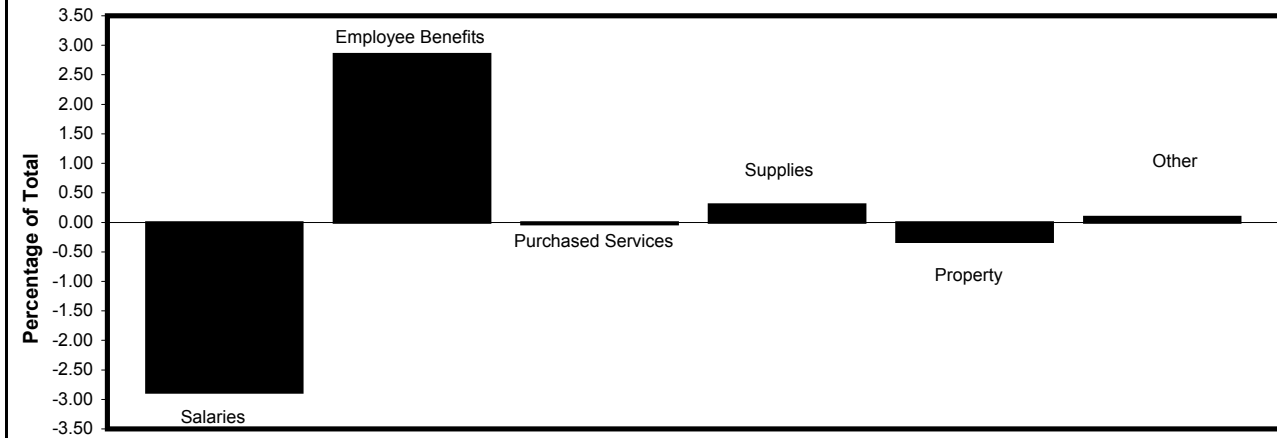 Percentage of Total
3.50
3.00
2.50
2.00
1.50
1.00
0.50
0.00
-0.50
-1.00
-1.50
-2.00
-2.50
-3.00
-3.50
Employee Benefits
Other
Supplies
Purchased Services
Property
Salaries